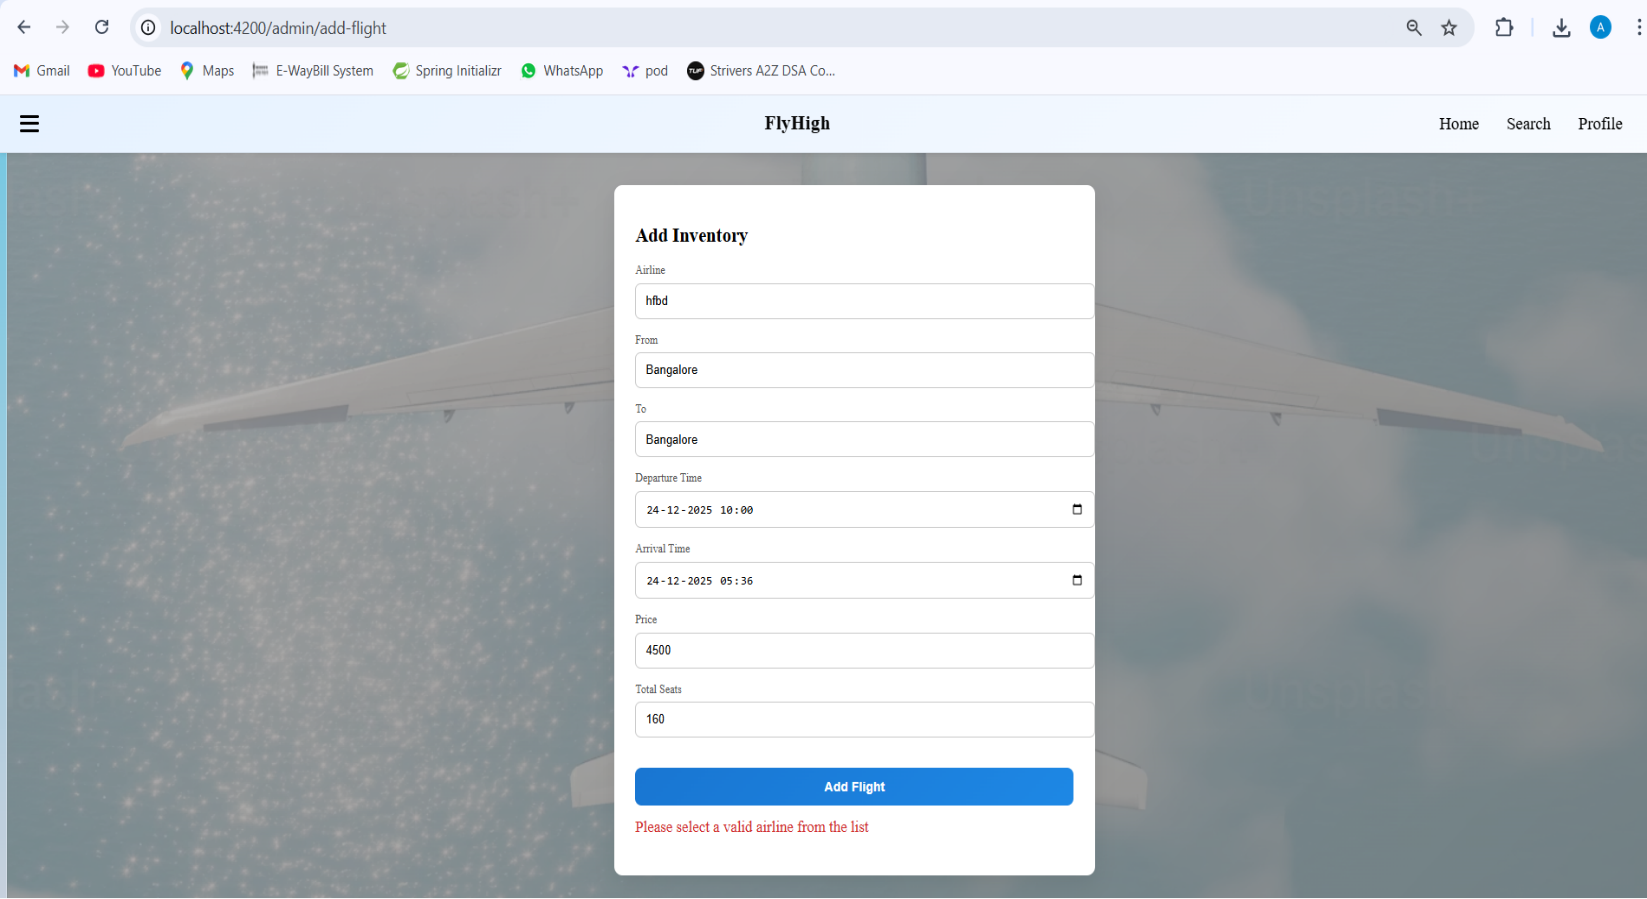 localhost:4200/admin/add-flight
A
Gmail YouTube Maps E-WayBill System Spring Initializr WhatsApp pod TUF Strivers A2Z DSA Co...
FlyHigh Home Search Profile
Unsplash+
Add Inventory
Airline
hfbd
From
Bangalore
To
Bangalore
Departure Time
24-12-2025 10:00
Arrival Time
24-12-2025 05:36
Price
4500
Total Seats
160
Add Flight
Please select a valid airline from the list